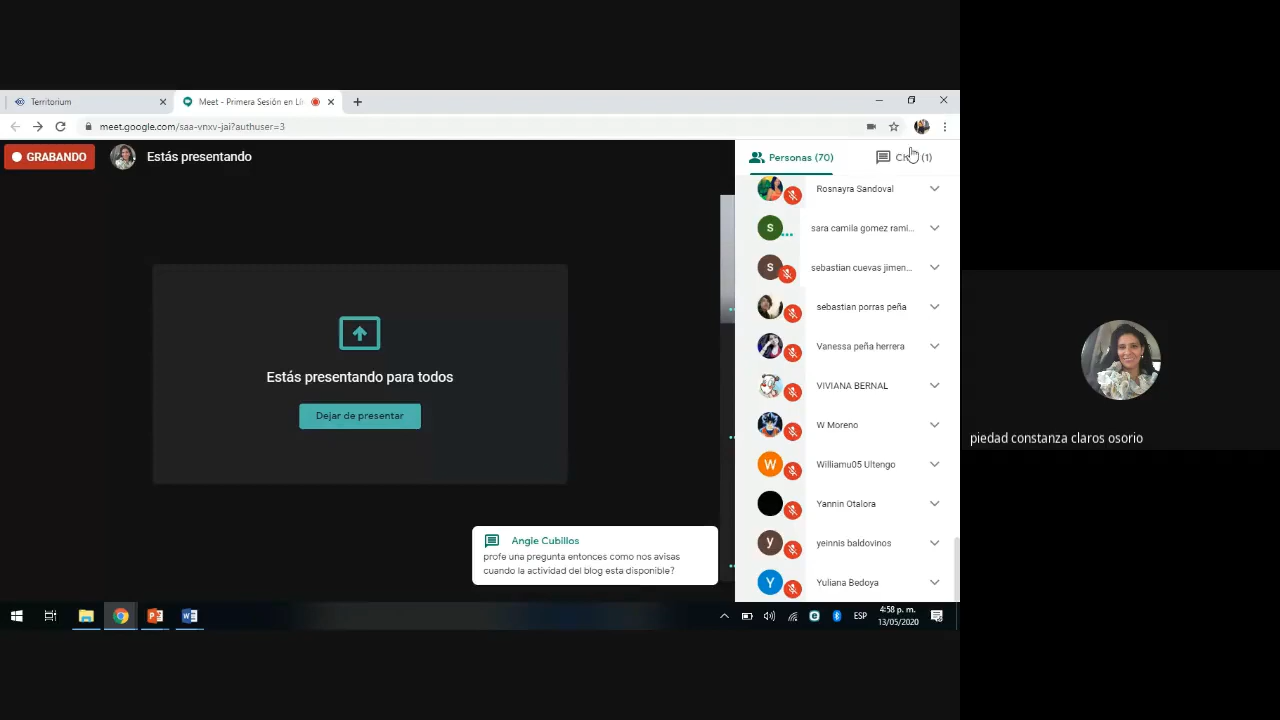 Territorium
Meet - Primera Sesión en Lí
meet.google.com/saa-vnxv-jai?authuser=3
GRABANDO
Estás presentando
Personas (70)
(1)
Rosnayra Sandoval
S
sara camila gomez rami...
s
sebastian cuevas jimen...
sebastian porras peña
Vanessa peña herrera
VIVIANA BERNAL
W Moreno
W
Williamu05 Ultengo
Yannin Otalora
y
yeinnis baldovinos
Y
Yuliana Bedoya
Estás presentando para todos
Dejar de presentar
Angie Cubillos
profe una pregunta entonces como nos avisas
cuando la actividad del blog esta disponible?
piedad constanza claros osorio
ESP
4:58 p. m.
13/05/2020